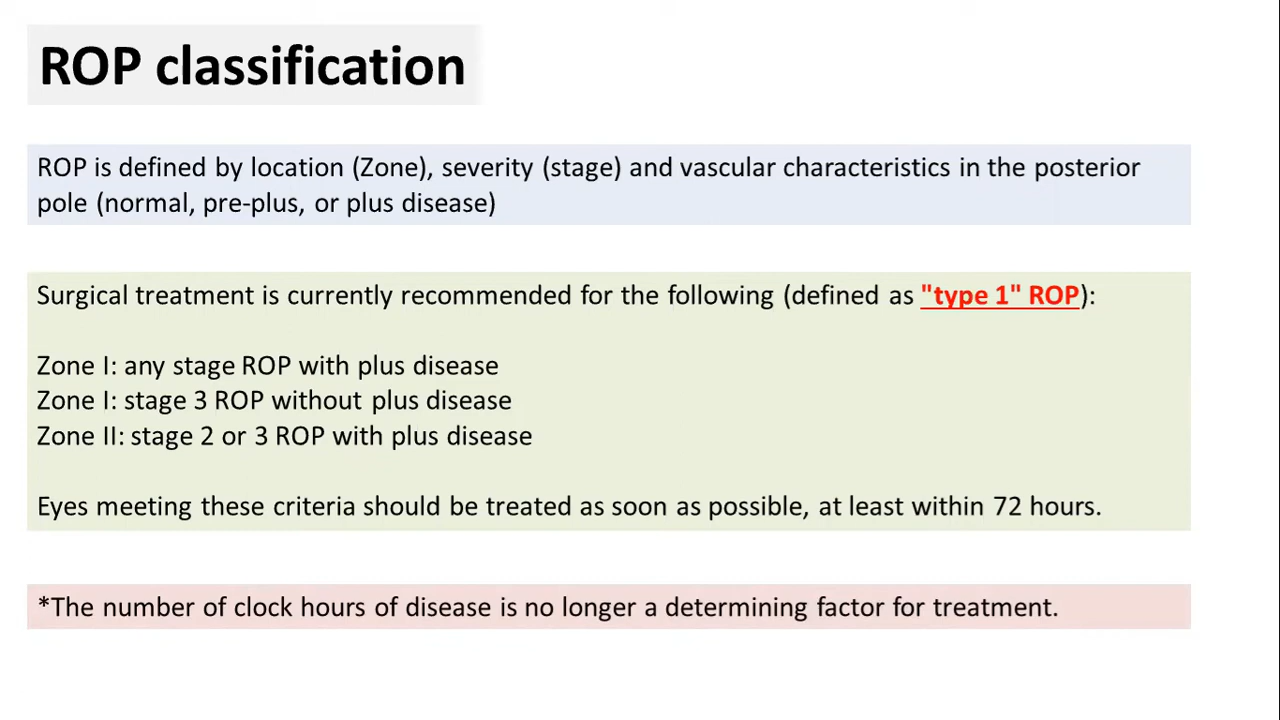 ROP classification
ROP is defined by location (Zone), severity (stage) and vascular characteristics in the posterior
pole (normal, pre-plus, or plus disease)
Surgical treatment is currently recommended for the following (defined as "type 1" ROP):
Zone I: any stage ROP with plus disease
Zone I: stage 3 ROP without plus disease
Zone II: stage 2 or 3 ROP with plus disease
Eyes meeting these criteria should be treated as soon as possible, at least within 72 hours.
*The number of clock hours of disease is no longer a determining factor for treatment.